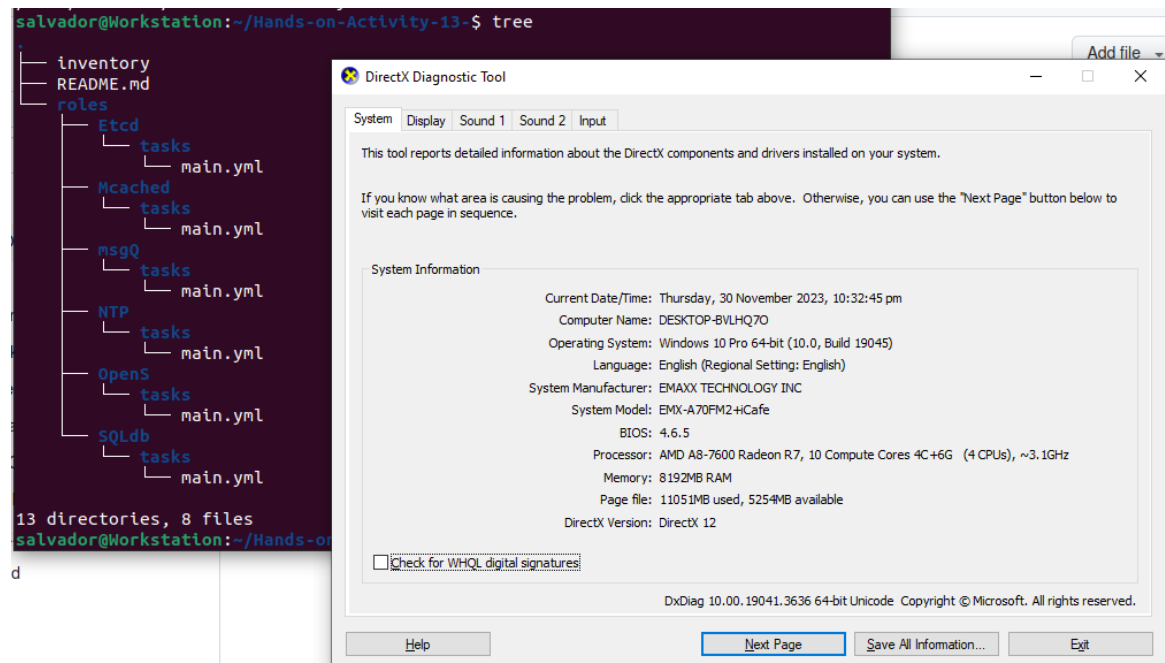 salvador@Workstation:~/Hands-on-Activity-13-$ tree
.
├── inventory
├── README.md
└── roles
    ├── Etcd
    │   └── tasks
    │       └── main.yml
    ├── Mcached
    │   └── tasks
    │       └── main.yml
    ├── msgQ
    │   └── tasks
    │       └── main.yml
    ├── NTP
    │   └── tasks
    │       └── main.yml
    ├── OpenS
    │   └── tasks
    │       └── main.yml
    └── SQLdb
        └── tasks
            └── main.yml
13 directories, 8 files
salvador@Workstation:~/Hands-o
d
Add file
DirectX Diagnostic Tool
System Display Sound 1 Sound 2 Input
This tool reports detailed information about the DirectX components and drivers installed on your system.
If you know what area is causing the problem, click the appropriate tab above. Otherwise, you can use the "Next Page" button below to
visit each page in sequence.
System Information
Current Date/Time: Thursday, 30 November 2023, 10:32:45 pm
Computer Name: DESKTOP-BVLHQ7O
Operating System: Windows 10 Pro 64-bit (10.0, Build 19045)
Language: English (Regional Setting: English)
System Manufacturer: EMAXX TECHNOLOGY INC
System Model: EMX-A70FM2+iCafe
BIOS: 4.6.5
Processor: AMD A8-7600 Radeon R7, 10 Compute Cores 4C+6G (4 CPUs), ~3.1GHz
Memory: 8192MB RAM
Page file: 11051MB used, 5254MB available
DirectX Version: DirectX 12
Check for WHQL digital signatures
DxDiag 10.00.19041.3636 64-bit Unicode Copyright © Microsoft. All rights reserved.
Help Next Page Save All Information... Exit